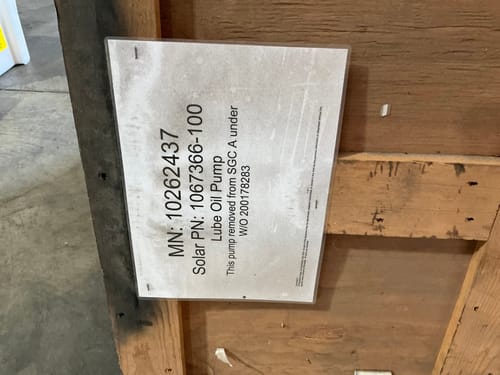 MN: 10262437
Solar PN: 1067366-100
Lube Oil Pump
This pump removed from SGC A under
W/O 200178283